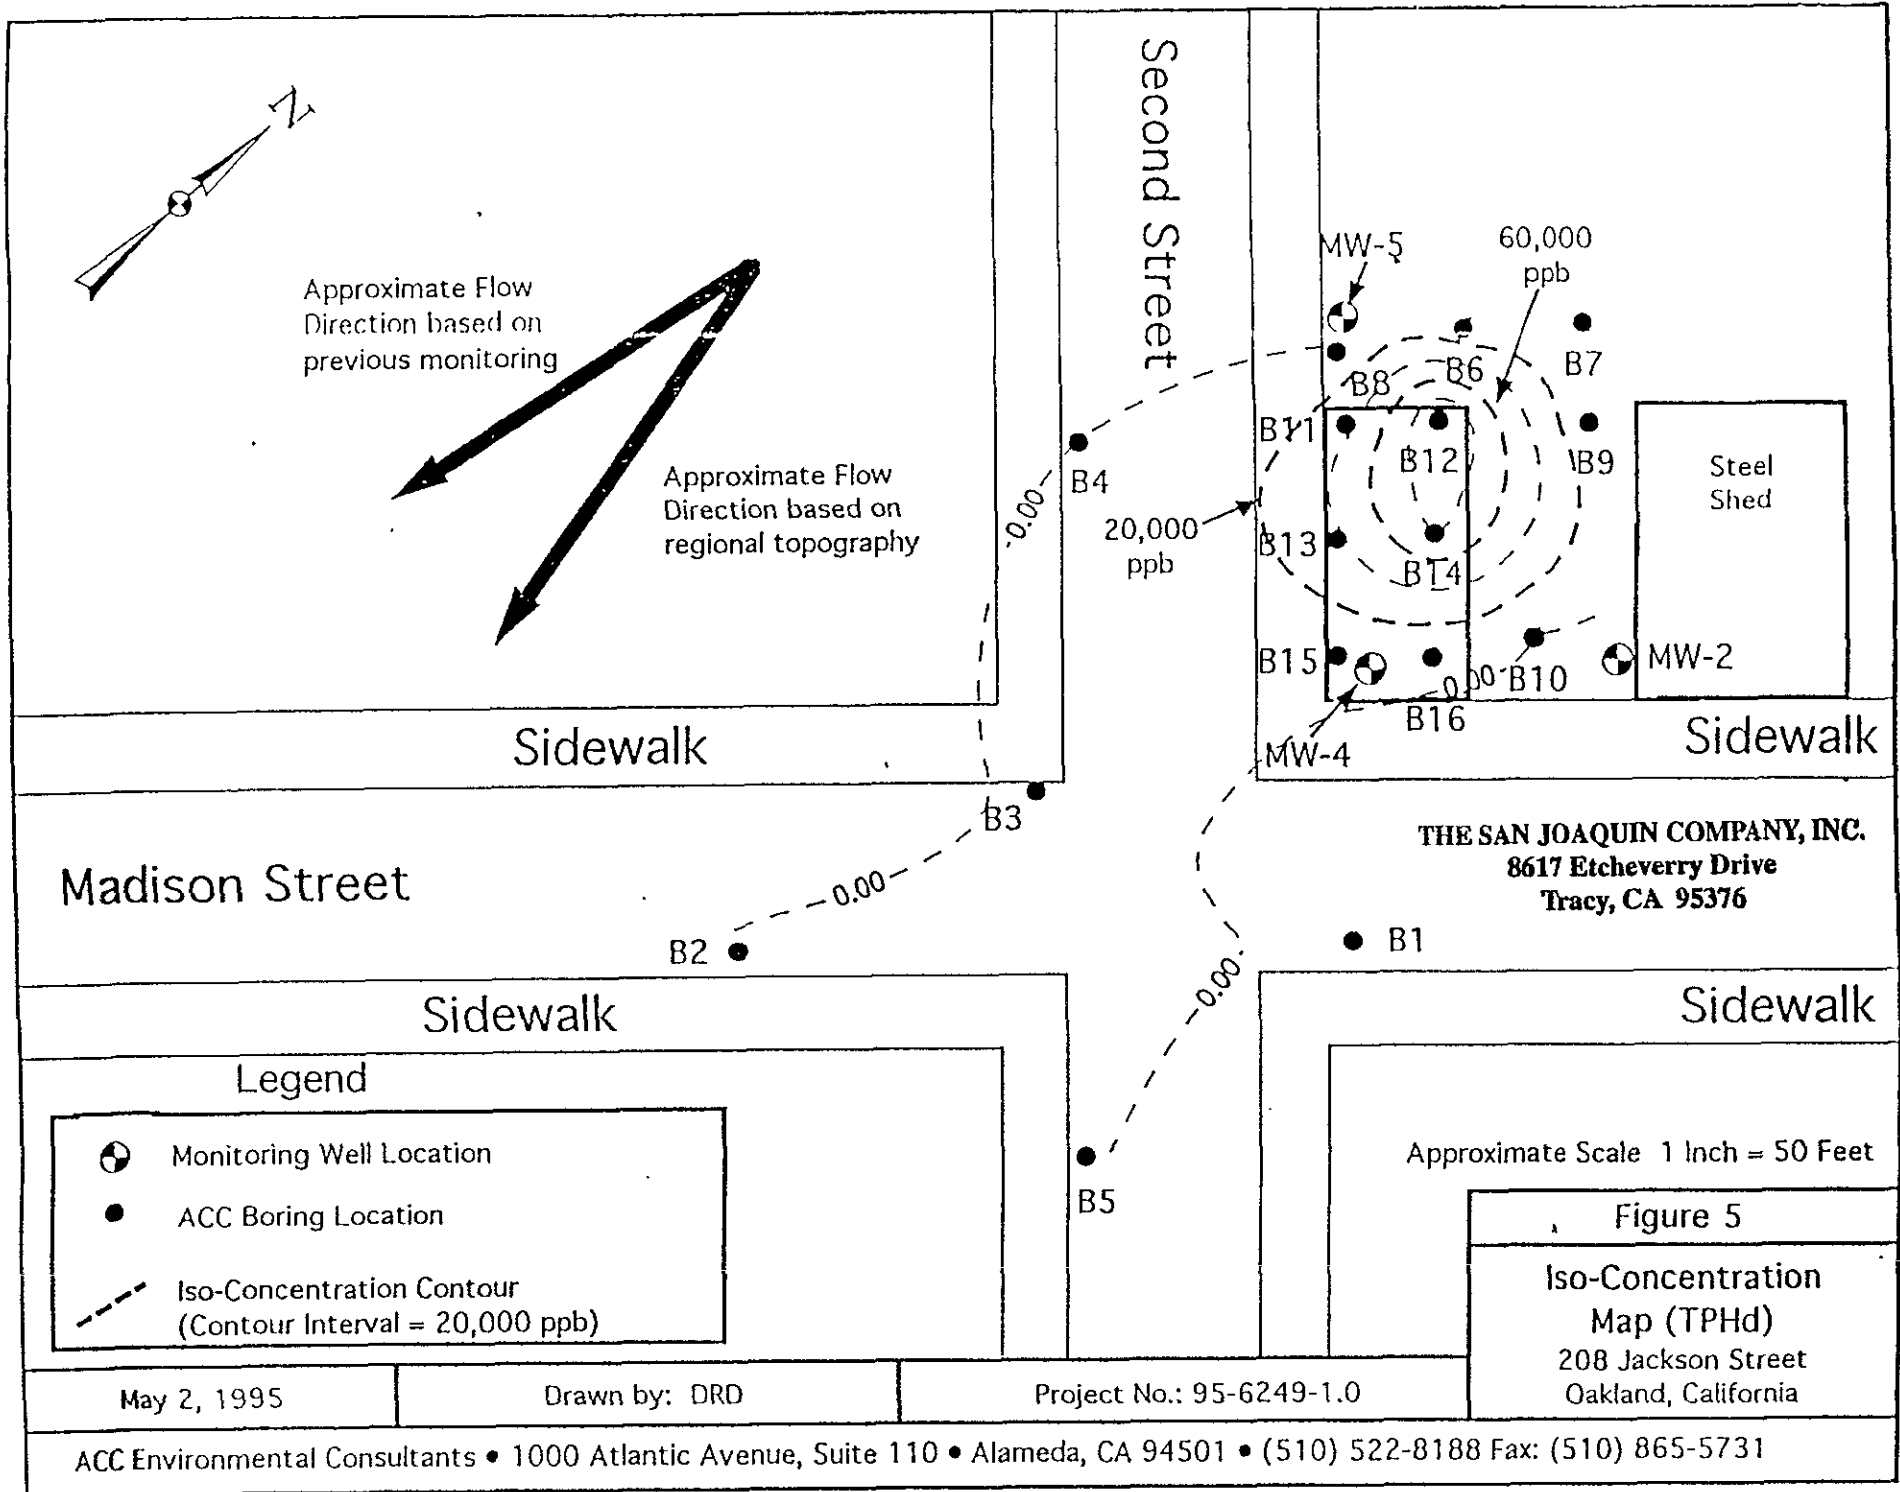 N
Approximate Flow
Direction based on
previous monitoring
Approximate Flow
Direction based on
regional topography
Second Street
MW-5
60,000
ppb
B6
B7
B8
B11
B12
B9
Steel
Shed
B4
0.00
20,000
ppb
B13
B14
B15
B10
MW-2
0.00
B16
MW-4
Sidewalk
Sidewalk
B3
THE SAN JOAQUIN COMPANY, INC.
8617 Etcheverry Drive
Tracy, CA 95376
Madison Street
0.00
B2
B1
0.00
Sidewalk
Sidewalk
Legend
Monitoring Well Location
ACC Boring Location
Iso-Concentration Contour
(Contour Interval = 20,000 ppb)
B5
Approximate Scale 1 Inch = 50 Feet
Figure 5
Iso-Concentration
Map (TPHd)
208 Jackson Street
Oakland, California
May 2, 1995
Drawn by: DRD
Project No.: 95-6249-1.0
ACC Environmental Consultants • 1000 Atlantic Avenue, Suite 110 • Alameda, CA 94501 • (510) 522-8188 Fax: (510) 865-5731